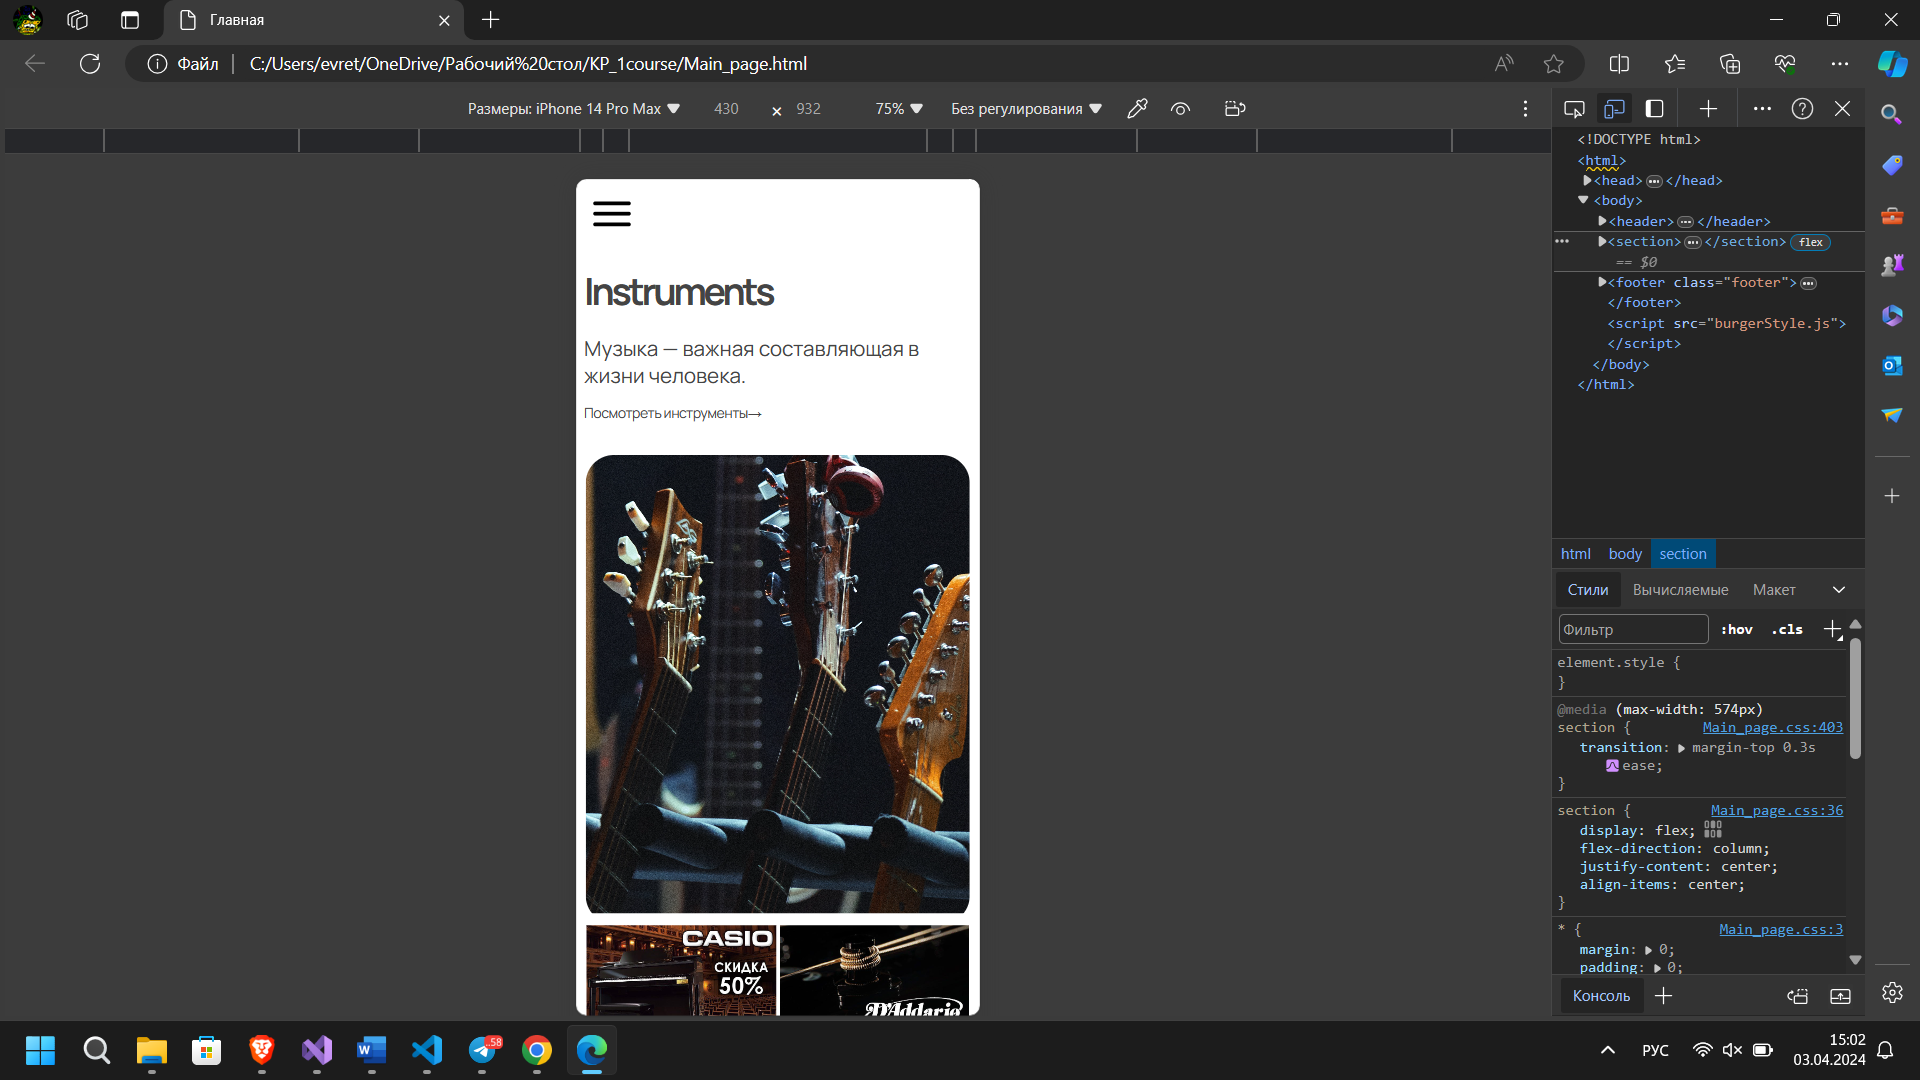 Главная
Файл
C:/Users/evret/OneDrive/Рабочий%20стол/KP_1course/Main_page.html
Размеры: iPhone 14 Pro Max ▼ 430 × 932 75% ▼ Без регулирования ▼
Instruments
Музыка — важная составляющая в
жизни человека.
Посмотреть инструменты→
CASIO
СКИДКА
50%
D'Addario
<!DOCTYPE html>
<html>
▶<head>…</head>
▼<body>
▶<header>…</header>
…▶<section>…</section> flex
== $0
▶<footer class="footer">…
</footer>
<script src="burgerStyle.js">
</script>
</body>
</html>
html body section
Стили Вычисляемые Макет
Фильтр :hov .cls
element.style {
}
@media (max-width: 574px)
section { Main_page.css:403
transition: ▶ margin-top 0.3s
ease;
}
section { Main_page.css:36
display: flex;
flex-direction: column;
justify-content: center;
align-items: center;
}
* { Main_page.css:3
margin: ▶ 0;
padding: ▶ 0;
Консоль
..58
РУС
15:02
03.04.2024